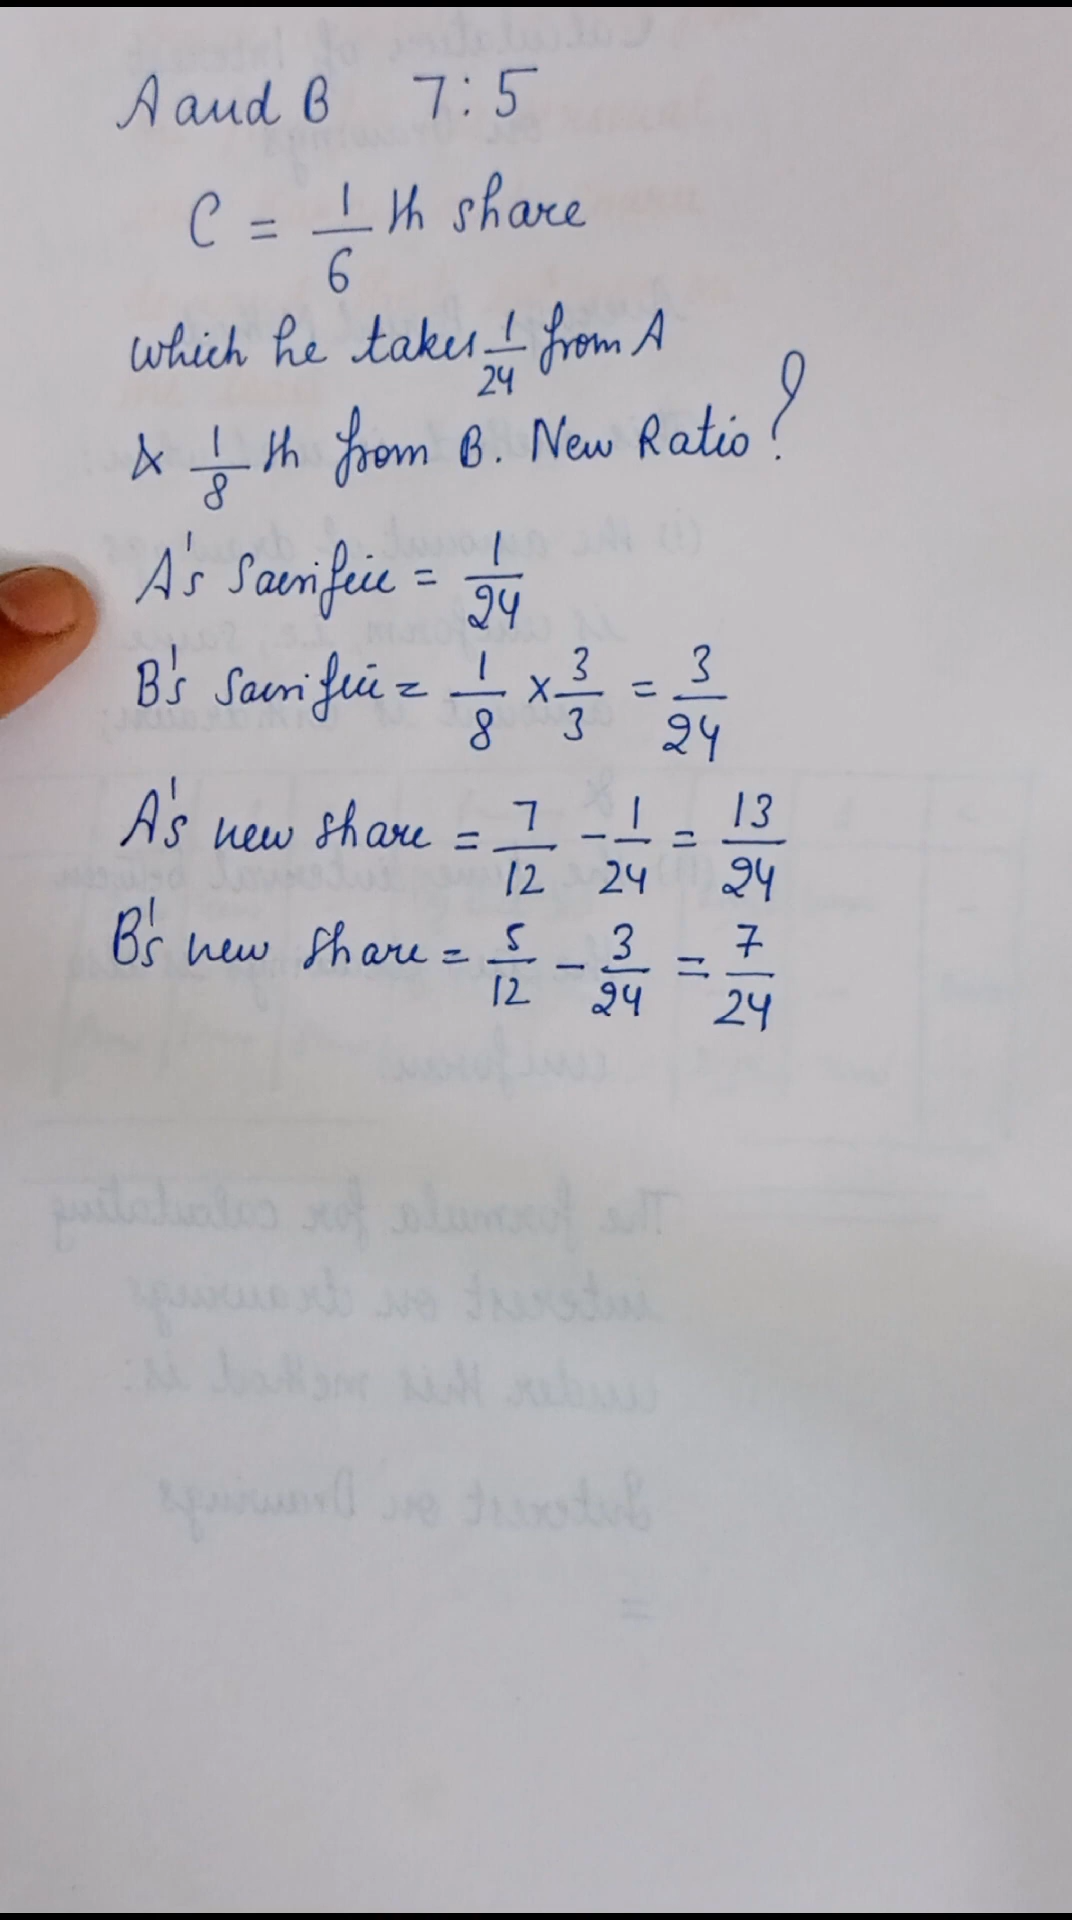 A and B 7:5
C = 1/6 th share
which he takes 1/24 from A
& 1/8 th from B. New Ratio?
A's Sacrifice = 1/24
B's Sacrifice = 1/8 x 3/3 = 3/24
A's new share = 7/12 - 1/24 = 13/24
B's new share = 5/12 - 3/24 = 7/24